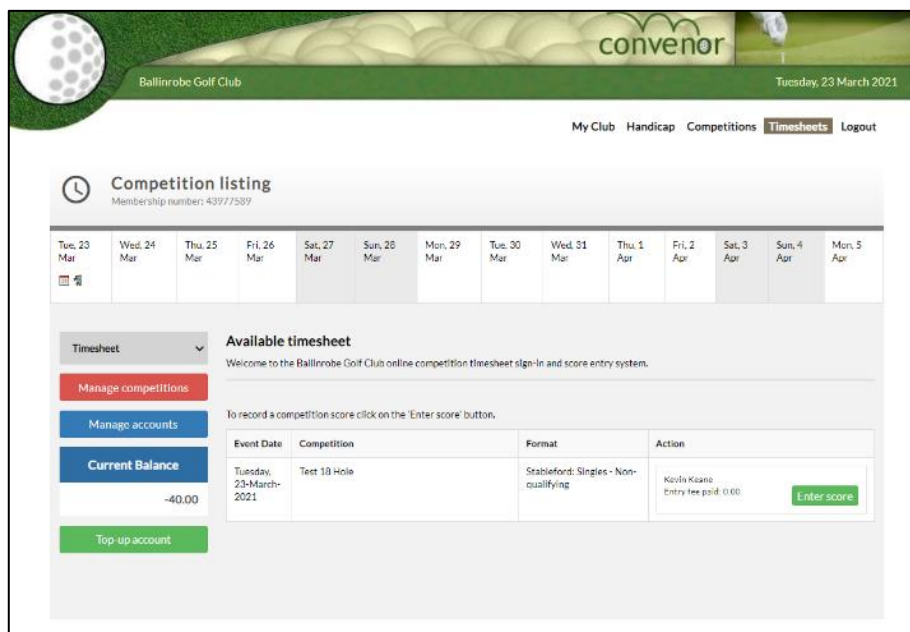 convenor
Ballinrobe Golf Club
Tuesday, 23 March 2021
My Club Handicap Competitions Timesheets Logout
Competition listing
Membership number: 43977589
Tue, 23 Wed, 24 Thu, 25 Fri, 26 Sat, 27 Sun, 28 Mon, 29 Tue, 30 Wed, 31 Thu, 1 Fri, 2 Sat, 3 Sun, 4 Mon, 5
Mar Mar Mar Mar Mar Mar Mar Mar Mar Apr Apr Apr Apr Apr
Timesheet
Manage competitions
Manage accounts
Current Balance
-40.00
Top-up account
Available timesheet
Welcome to the Ballinrobe Golf Club online competition timesheet sign-in and score entry system.
To record a competition score click on the 'Enter score' button.
Event Date Competition Format Action
Tuesday, Test 18 Hole Stableford: Singles - Non-
23-March- qualifying
2021
Kevin Keane
Entry fee paid: 0.00
Enter score